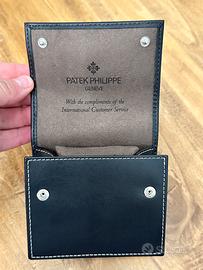 PATEK PHILIPPE
GENEVE
With the compliments of the
International Customer Service